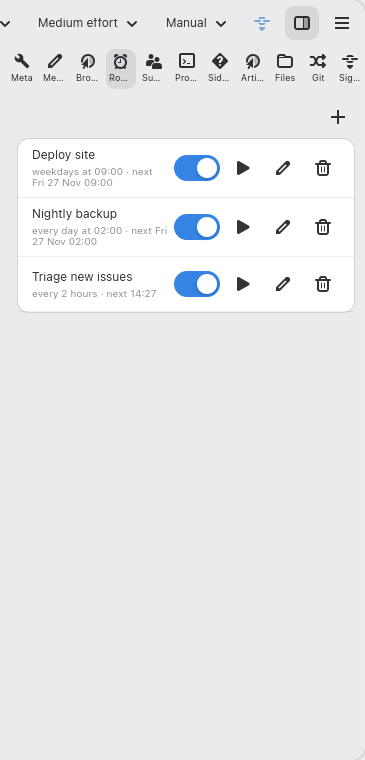 Medium effort
Manual
Meta
Me...
Bro...
Ro...
Su...
Pro...
Sid...
Arti...
Files
Git
Sig...
Deploy site
weekdays at 09:00 · next
Fri 27 Nov 09:00
Nightly backup
every day at 02:00 · next Fri
27 Nov 02:00
Triage new issues
every 2 hours · next 14:27